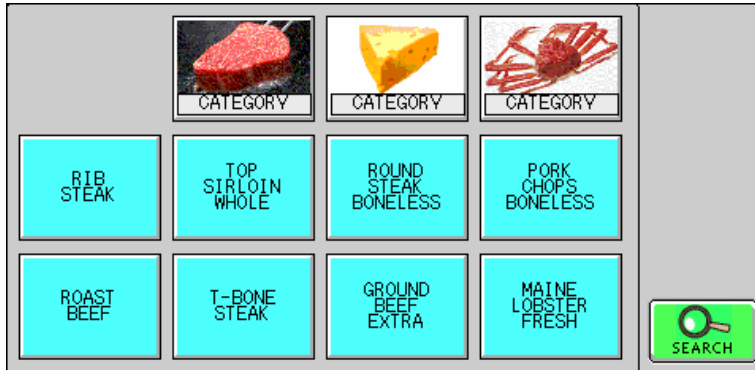 CATEGORY
CATEGORY
CATEGORY
RIB
STEAK
TOP
SIRLOIN
WHOLE
ROUND
STEAK
BONELESS
PORK
CHOPS
BONELESS
ROAST
BEEF
T-BONE
STEAK
GROUND
BEEF
EXTRA
MAINE
LOBSTER
FRESH
SEARCH